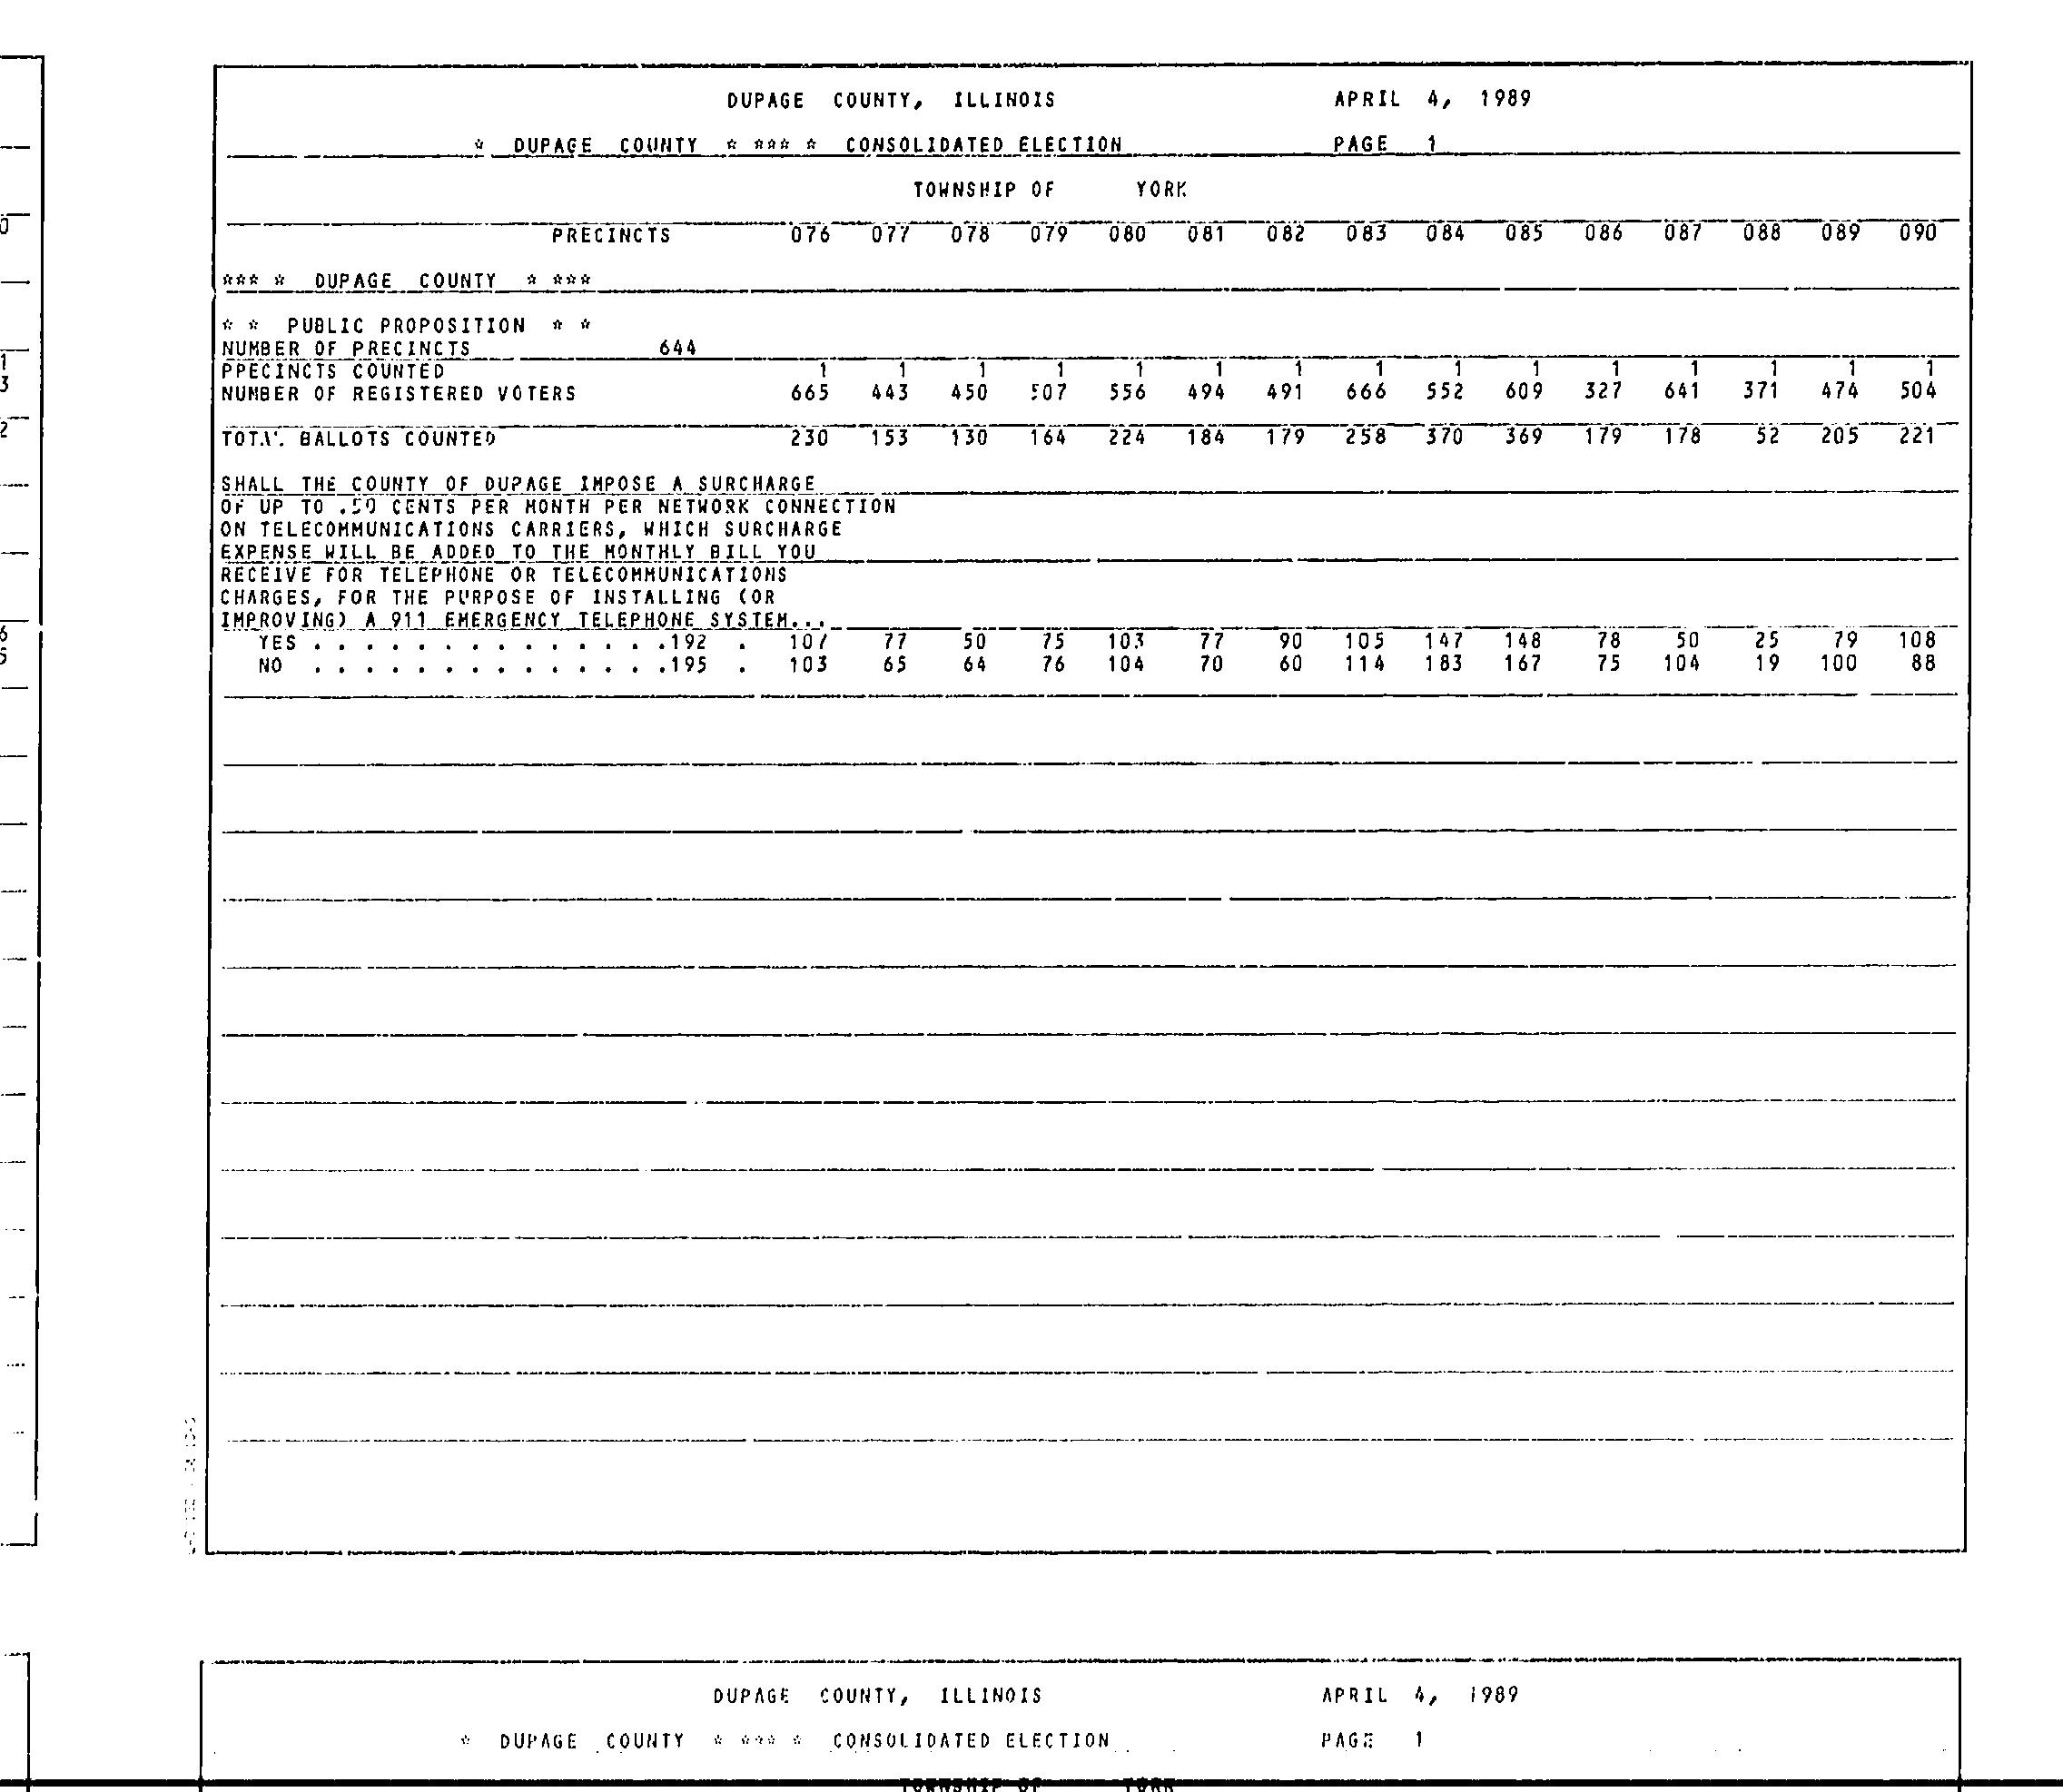 DUPAGE COUNTY, ILLINOIS APRIL 4, 1989
* DUPAGE COUNTY * *** * CONSOLIDATED ELECTION PAGE 1
TOWNSHIP OF YORK
PRECINCTS 076 077 078 079 080 081 082 083 084 085 086 087 088 089 090
*** * DUPAGE COUNTY * ***
* * PUBLIC PROPOSITION * *
NUMBER OF PRECINCTS 644
PRECINCTS COUNTED 1 1 1 1 1 1 1 1 1 1 1 1 1 1 1
NUMBER OF REGISTERED VOTERS 665 443 450 507 556 494 491 666 552 609 327 641 371 474 504
TOTAL BALLOTS COUNTED 230 153 130 164 224 184 179 258 370 369 179 178 52 205 221
SHALL THE COUNTY OF DUPAGE IMPOSE A SURCHARGE
OF UP TO .50 CENTS PER MONTH PER NETWORK CONNECTION
ON TELECOMMUNICATIONS CARRIERS, WHICH SURCHARGE
EXPENSE WILL BE ADDED TO THE MONTHLY BILL YOU
RECEIVE FOR TELEPHONE OR TELECOMMUNICATIONS
CHARGES, FOR THE PURPOSE OF INSTALLING (OR
IMPROVING) A 911 EMERGENCY TELEPHONE SYSTEM...
YES . . . . . . . . . . . . . .192 . 107 77 50 75 103 77 90 105 147 148 78 50 25 79 108
NO . . . . . . . . . . . . . .195 . 103 65 64 76 104 70 60 114 183 167 75 104 19 100 88
DUPAGE COUNTY, ILLINOIS APRIL 4, 1989
* DUPAGE COUNTY * *** * CONSOLIDATED ELECTION PAGE 1
TOWNSHIP OF YORK